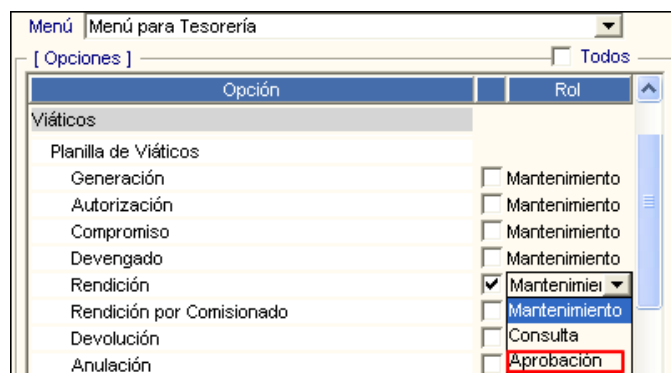 Menú Menú para Tesorería
[ Opciones ] Todos
Opción Rol
Viáticos
Planilla de Viáticos
Generación Mantenimiento
Autorización Mantenimiento
Compromiso Mantenimiento
Devengado Mantenimiento
Rendición Mantenimier
Rendición por Comisionado Mantenimiento
Devolución Consulta
Anulación Aprobación